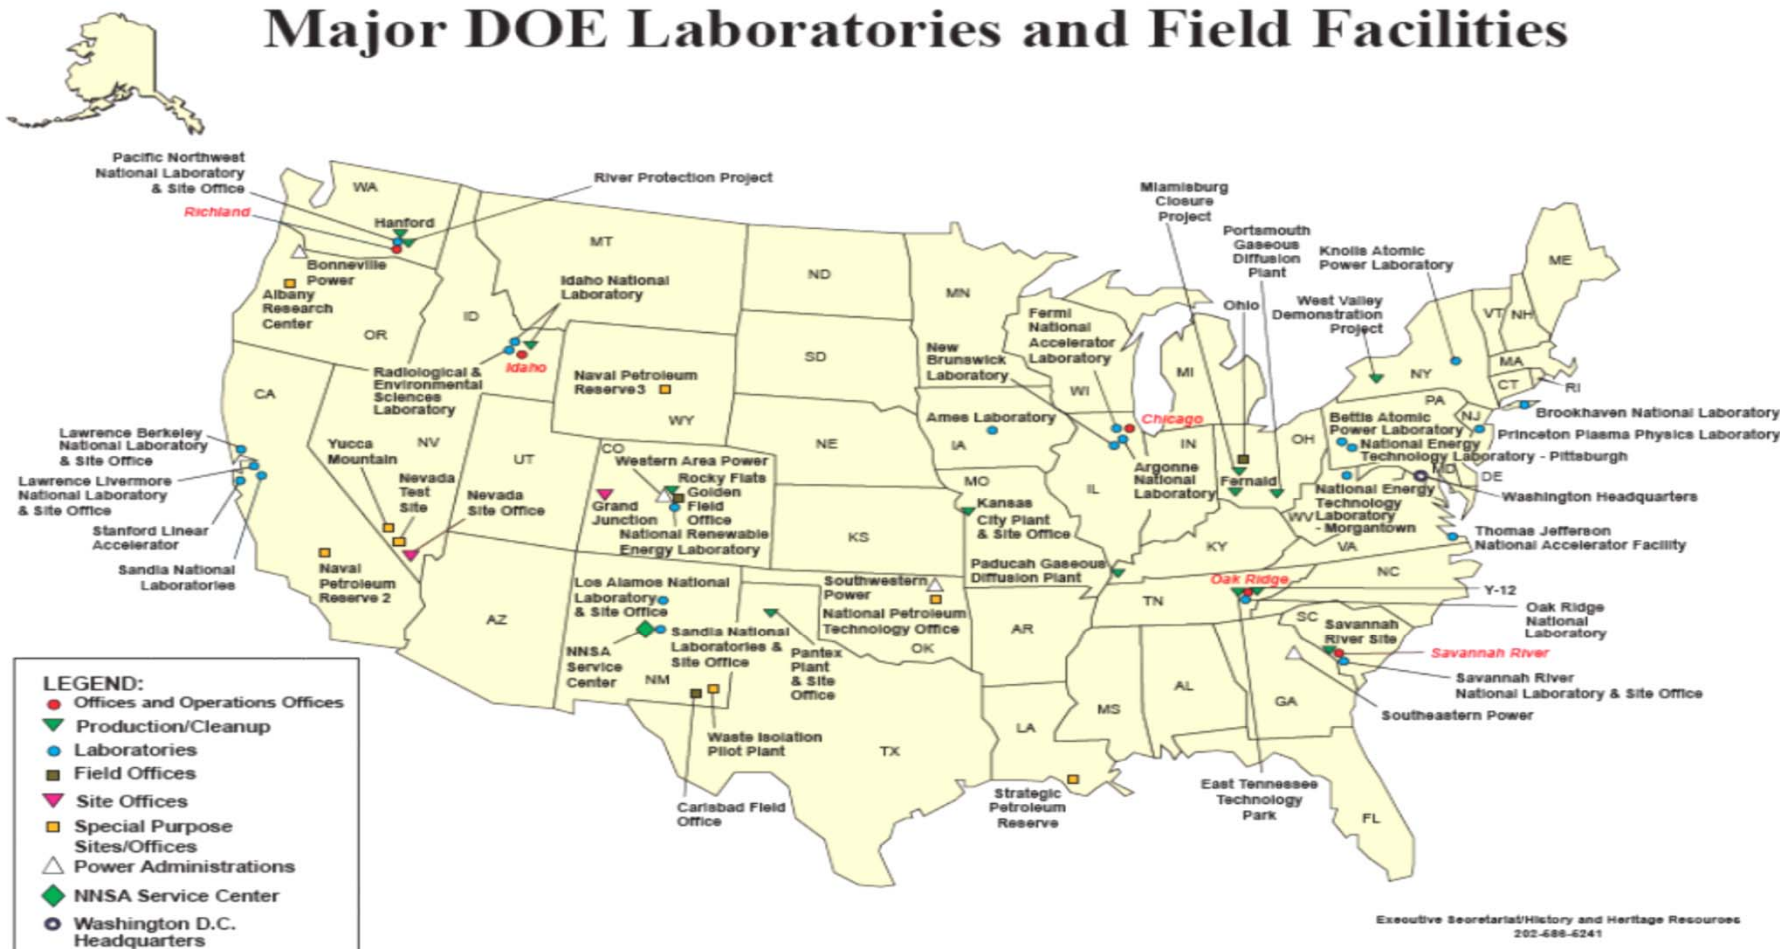 Major DOE Laboratories and Field Facilities
Pacific Northwest
National Laboratory
& Site Office
Richland
WA
Hanford
River Protection Project
Bonneville
Power
Albany
Research
Center
OR
ID
MT
Idaho National
Laboratory
Idaho
Radiological &
Environmental
Sciences
Laboratory
ND
SD
MN
Naval Petroleum
Reserve3
WY
NE
CA
NV
UT
CO
Lawrence Berkeley
National Laboratory
& Site Office
Lawrence Livermore
National Laboratory
& Site Office
Stanford Linear
Accelerator
Sandia National
Laboratories
Yucca
Mountain
Nevada
Test
Site
Nevada
Site Office
Naval
Petroleum
Reserve 2
Western Area Power
Rocky Flats
Golden
Field
Office
Grand
Junction
National Renewable
Energy Laboratory
KS
AZ
NM
Los Alamos National
Laboratory
& Site Office
NNSA
Service
Center
Sandia National
Laboratories &
Site Office
Pantex
Plant
& Site
Office
Waste Isolation
Pilot Plant
Carlsbad Field
Office
TX
Southwestern
Power
National Petroleum
Technology Office
OK
AR
LA
Strategic
Petroleum
Reserve
MS
AL
GA
FL
Fermi
National
Accelerator
Laboratory
New
Brunswick
Laboratory
WI
Ames Laboratory
IA
MO
Kansas
City Plant
& Site Office
Paducah Gaseous
Diffusion Plant
IL
Chicago
Argonne
National
Laboratory
MI
IN
Miamisburg
Closure
Project
Portsmouth
Gaseous
Diffusion
Plant
Ohio
OH
Fernald
Knolls Atomic
Power Laboratory
West Valley
Demonstration
Project
ME
VT
NH
MA
CT
RI
NY
PA
NJ
Bettis Atomic
Power Laboratory
National Energy
Technology Laboratory - Pittsburgh
Brookhaven National Laboratory
Princeton Plasma Physics Laboratory
MD
DE
Washington Headquarters
National Energy
Technology
Laboratory
- Morgantown
WV
VA
Thomas Jefferson
National Accelerator Facility
KY
TN
NC
Oak Ridge
Y-12
Oak Ridge
National
Laboratory
SC
Savannah
River Site
Savannah River
Savannah River
National Laboratory & Site Office
Southeastern Power
East Tennessee
Technology
Park
LEGEND:
Offices and Operations Offices
Production/Cleanup
Laboratories
Field Offices
Site Offices
Special Purpose
Sites/Offices
Power Administrations
NNSA Service Center
Washington D.C.
Headquarters
Executive Secretariat/History and Heritage Resources
202-586-5241